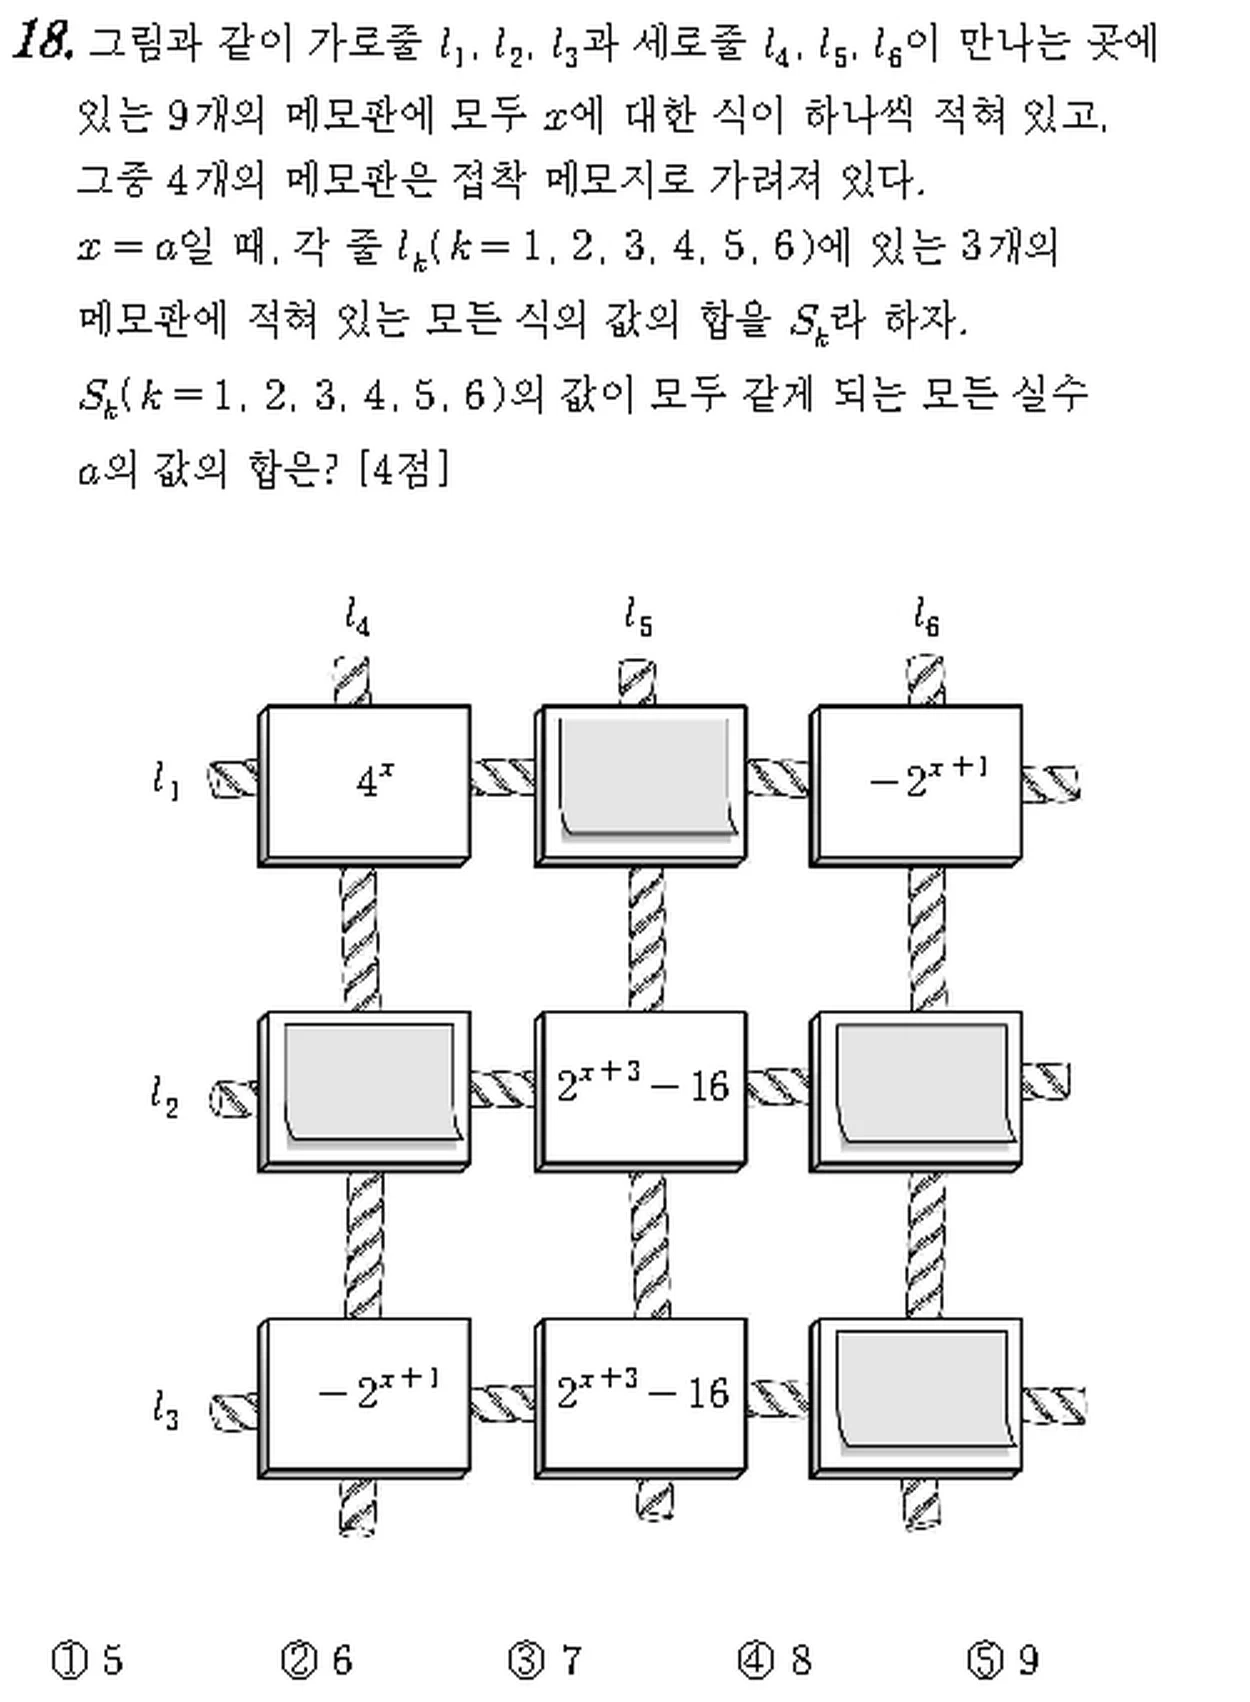 18. 그림과 같이 가로줄 l₁, l₂, l₃과 세로줄 l₄, l₅, l₆이 만나는 곳에
있는 9개의 메모판에 모두 x에 대한 식이 하나씩 적혀 있고,
그중 4개의 메모판은 접착 메모지로 가려져 있다.
x = a일 때, 각 줄 lₖ(k = 1, 2, 3, 4, 5, 6)에 있는 3개의
메모판에 적혀 있는 모든 식의 값의 합을 Sₖ라 하자.
Sₖ(k = 1, 2, 3, 4, 5, 6)의 값이 모두 같게 되는 모든 실수
a의 값의 합은? [4점]
l₄ l₅ l₆
l₁ 4ˣ -2ˣ⁺¹
l₂ 2ˣ⁺³ - 16
l₃ -2ˣ⁺¹ 2ˣ⁺³ - 16
① 5 ② 6 ③ 7 ④ 8 ⑤ 9